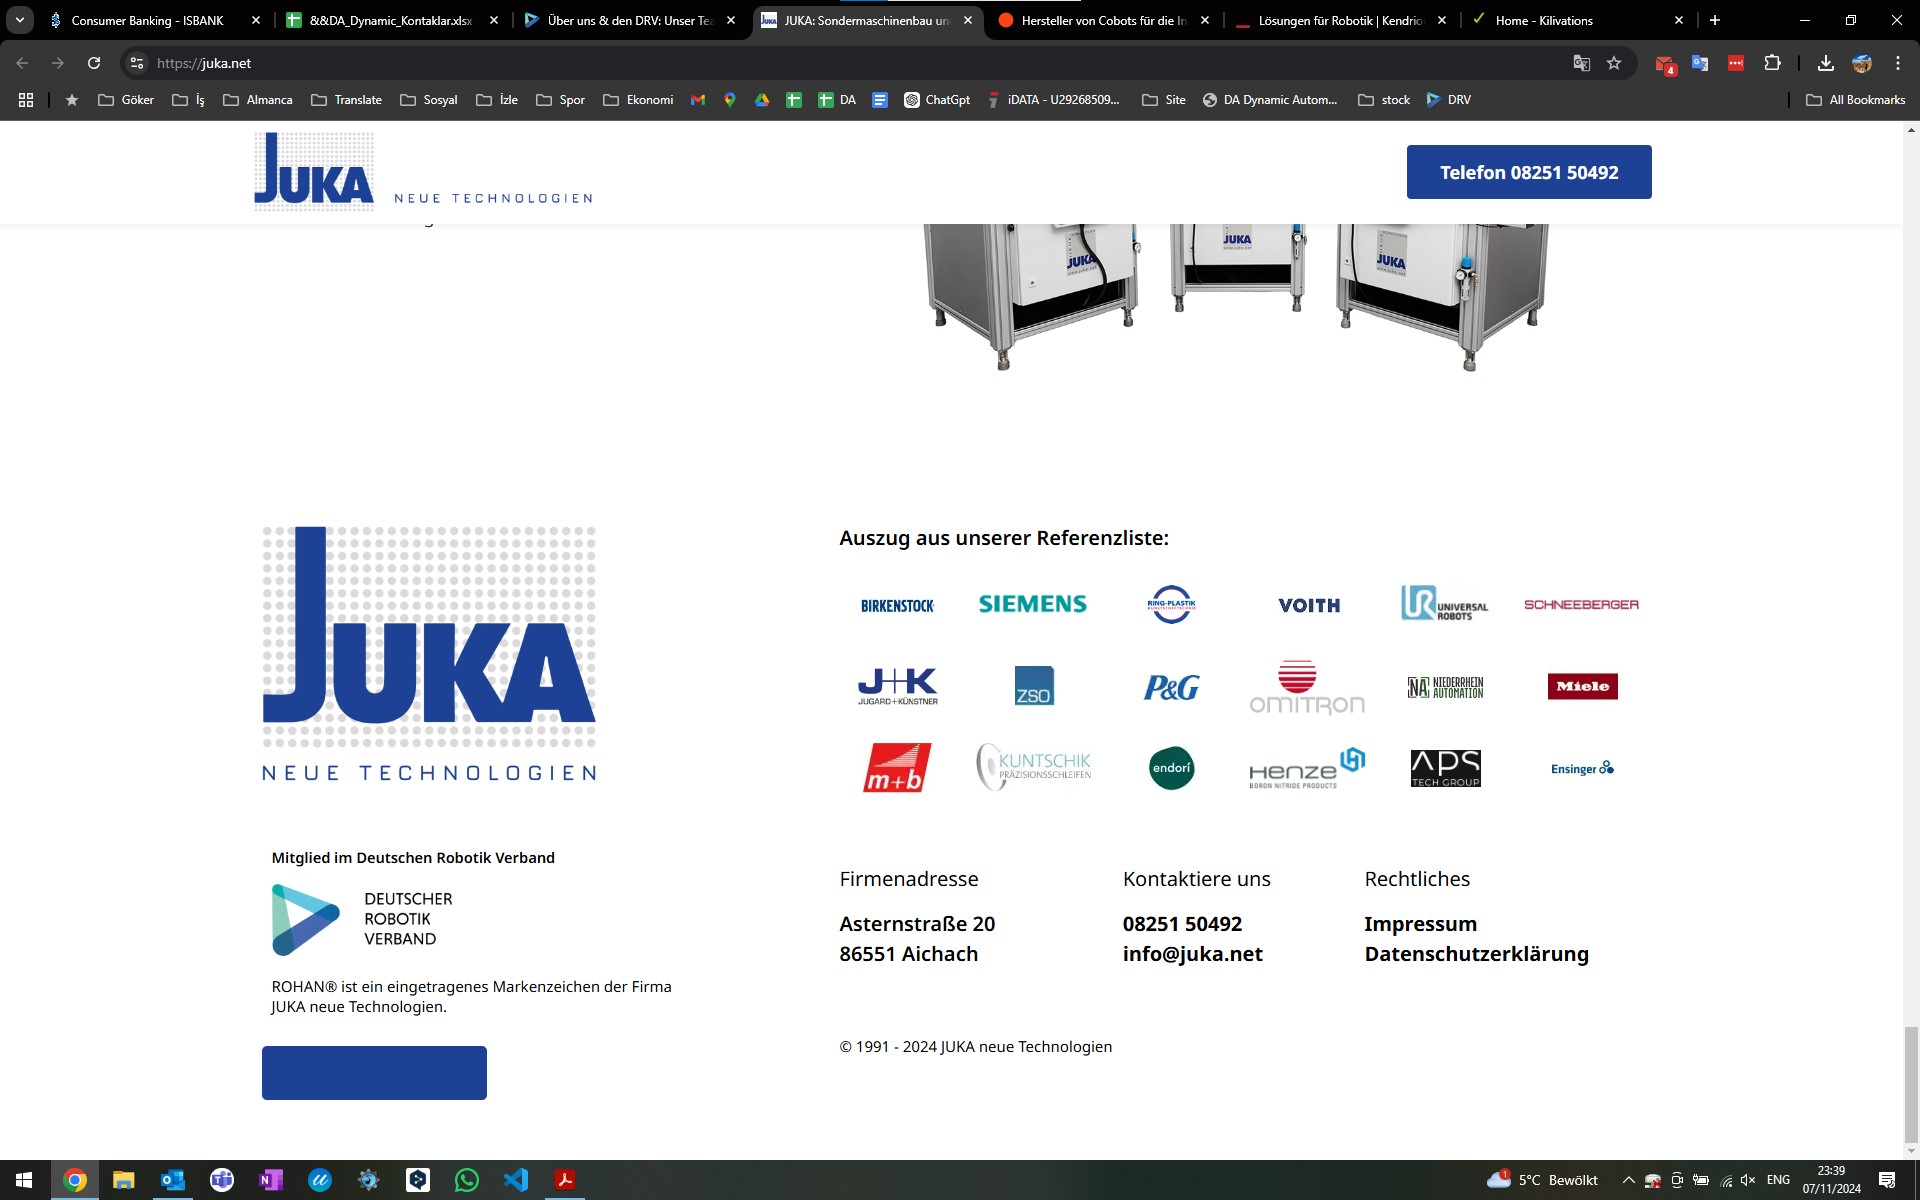 Consumer Banking - ISBANK
&&DA_Dynamic_Kontaklar.xlsx
Über uns & den DRV: Unser Tea
JUKA: Sondermaschinenbau un
Hersteller von Cobots für die In
Lösungen für Robotik | Kendrio
Home - Kilivations
https://juka.net
4
Göker
İş
Almanca
Translate
Sosyal
İzle
Spor
Ekonomi
DA
ChatGpt
iDATA - U29268509...
Site
DA Dynamic Autom...
stock
DRV
All Bookmarks
JUKA
NEUE TECHNOLOGIEN
Telefon 08251 50492
JUKA
JUKA
JUKA
JUKA
NEUE TECHNOLOGIEN
Auszug aus unserer Referenzliste:
BIRKENSTOCK
SIEMENS
RING-PLASTIK
KUNSTSTOFFTECHNIK
VOITH
UR UNIVERSAL ROBOTS
SCHNEEBERGER
J+K
JUGARD+KÜNSTNER
ZSO
P&G
OMITRON
NA NIEDERRHEIN AUTOMATION
Miele
m+b
KUNTSCHIK
PRÄZISIONSSCHLEIFEN
endori
HENZE
BORON NITRIDE PRODUCTS
APS
TECH GROUP
Ensinger
Mitglied im Deutschen Robotik Verband
DEUTSCHER
ROBOTIK
VERBAND
ROHAN® ist ein eingetragenes Markenzeichen der Firma
JUKA neue Technologien.
Firmenadresse
Asternstraße 20
86551 Aichach
Kontaktiere uns
08251 50492
info@juka.net
Rechtliches
Impressum
Datenschutzerklärung
© 1991 - 2024 JUKA neue Technologien
1
5°C Bewölkt
ENG
23:39
07/11/2024